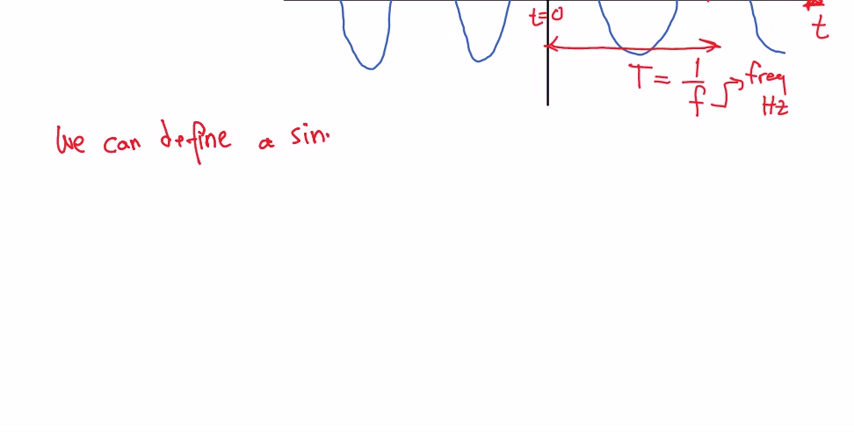 t=0
t
T = 1/f freq Hz
We can define a sin.